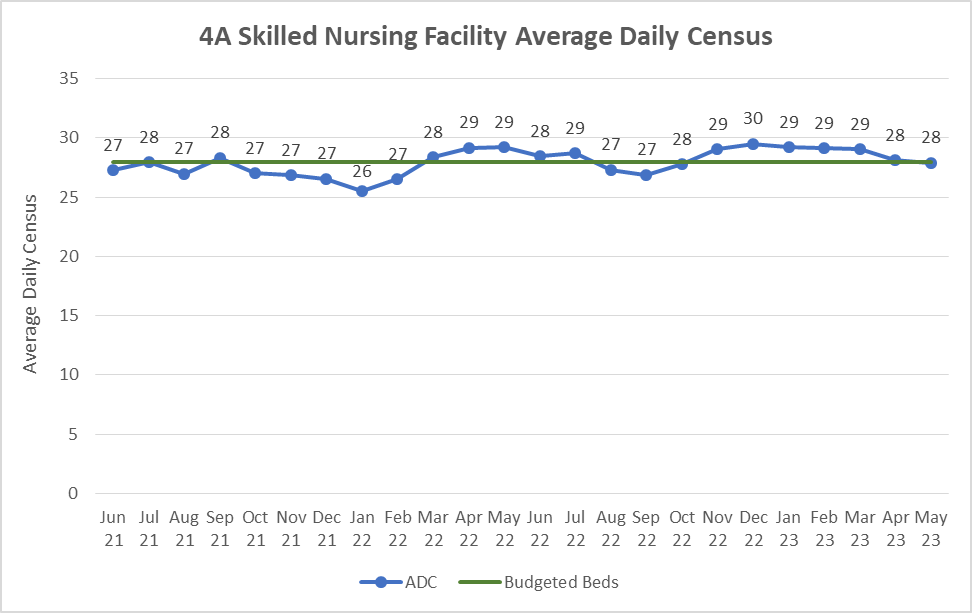 4A Skilled Nursing Facility Average Daily Census
35
30
25
20
15
10
5
0
Average Daily Census
27 28 27 28 27 27 27 26 27 28 29 29 28 29 27 27 28 29 30 29 29 29 28 28
Jun Jul Aug Sep Oct Nov Dec Jan Feb Mar Apr May Jun Jul Aug Sep Oct Nov Dec Jan Feb Mar Apr May
21 21 21 21 21 21 21 22 22 22 22 22 22 22 22 22 22 22 22 23 23 23 23 23
ADC Budgeted Beds